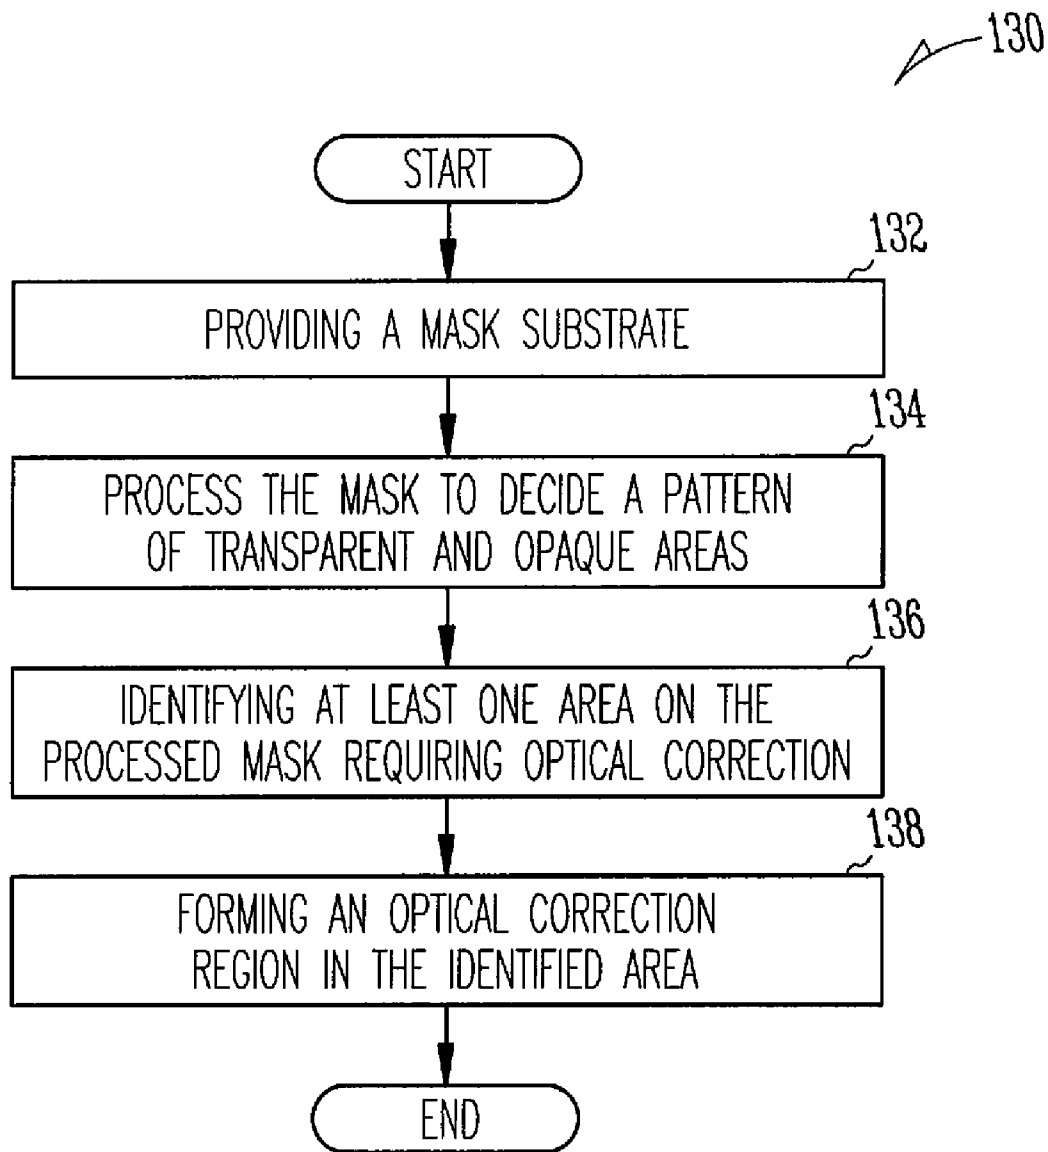 130
START
132
PROVIDING A MASK SUBSTRATE
134
PROCESS THE MASK TO DECIDE A PATTERN
OF TRANSPARENT AND OPAQUE AREAS
136
IDENTIFYING AT LEAST ONE AREA ON THE
PROCESSED MASK REQUIRING OPTICAL CORRECTION
138
FORMING AN OPTICAL CORRECTION
REGION IN THE IDENTIFIED AREA
END